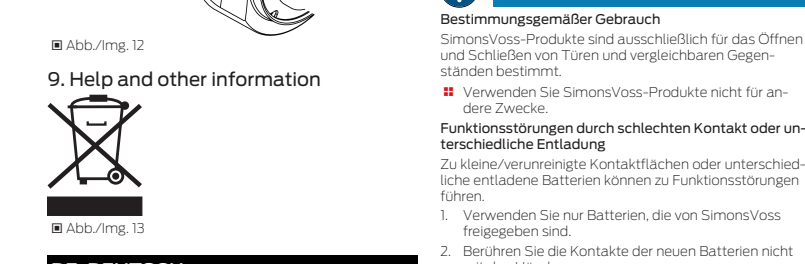 Abb./Img. 12
9. Help and other information
Abb./Img. 13
Bestimmungsgemäßer Gebrauch
SimonsVoss-Produkte sind ausschließlich für das Öffnen
und Schließen von Türen und vergleichbaren Gegen-
ständen bestimmt.
Verwenden Sie SimonsVoss-Produkte nicht für an-
dere Zwecke.
Funktionsstörungen durch schlechten Kontakt oder un-
terschiedliche Entladung
Zu kleine/verunreinigte Kontaktflächen oder unterschied-
liche entladene Batterien können zu Funktionsstörungen
führen.
1. Verwenden Sie nur Batterien, die von SimonsVoss
freigegeben sind.
2. Berühren Sie die Kontakte der neuen Batterien nicht